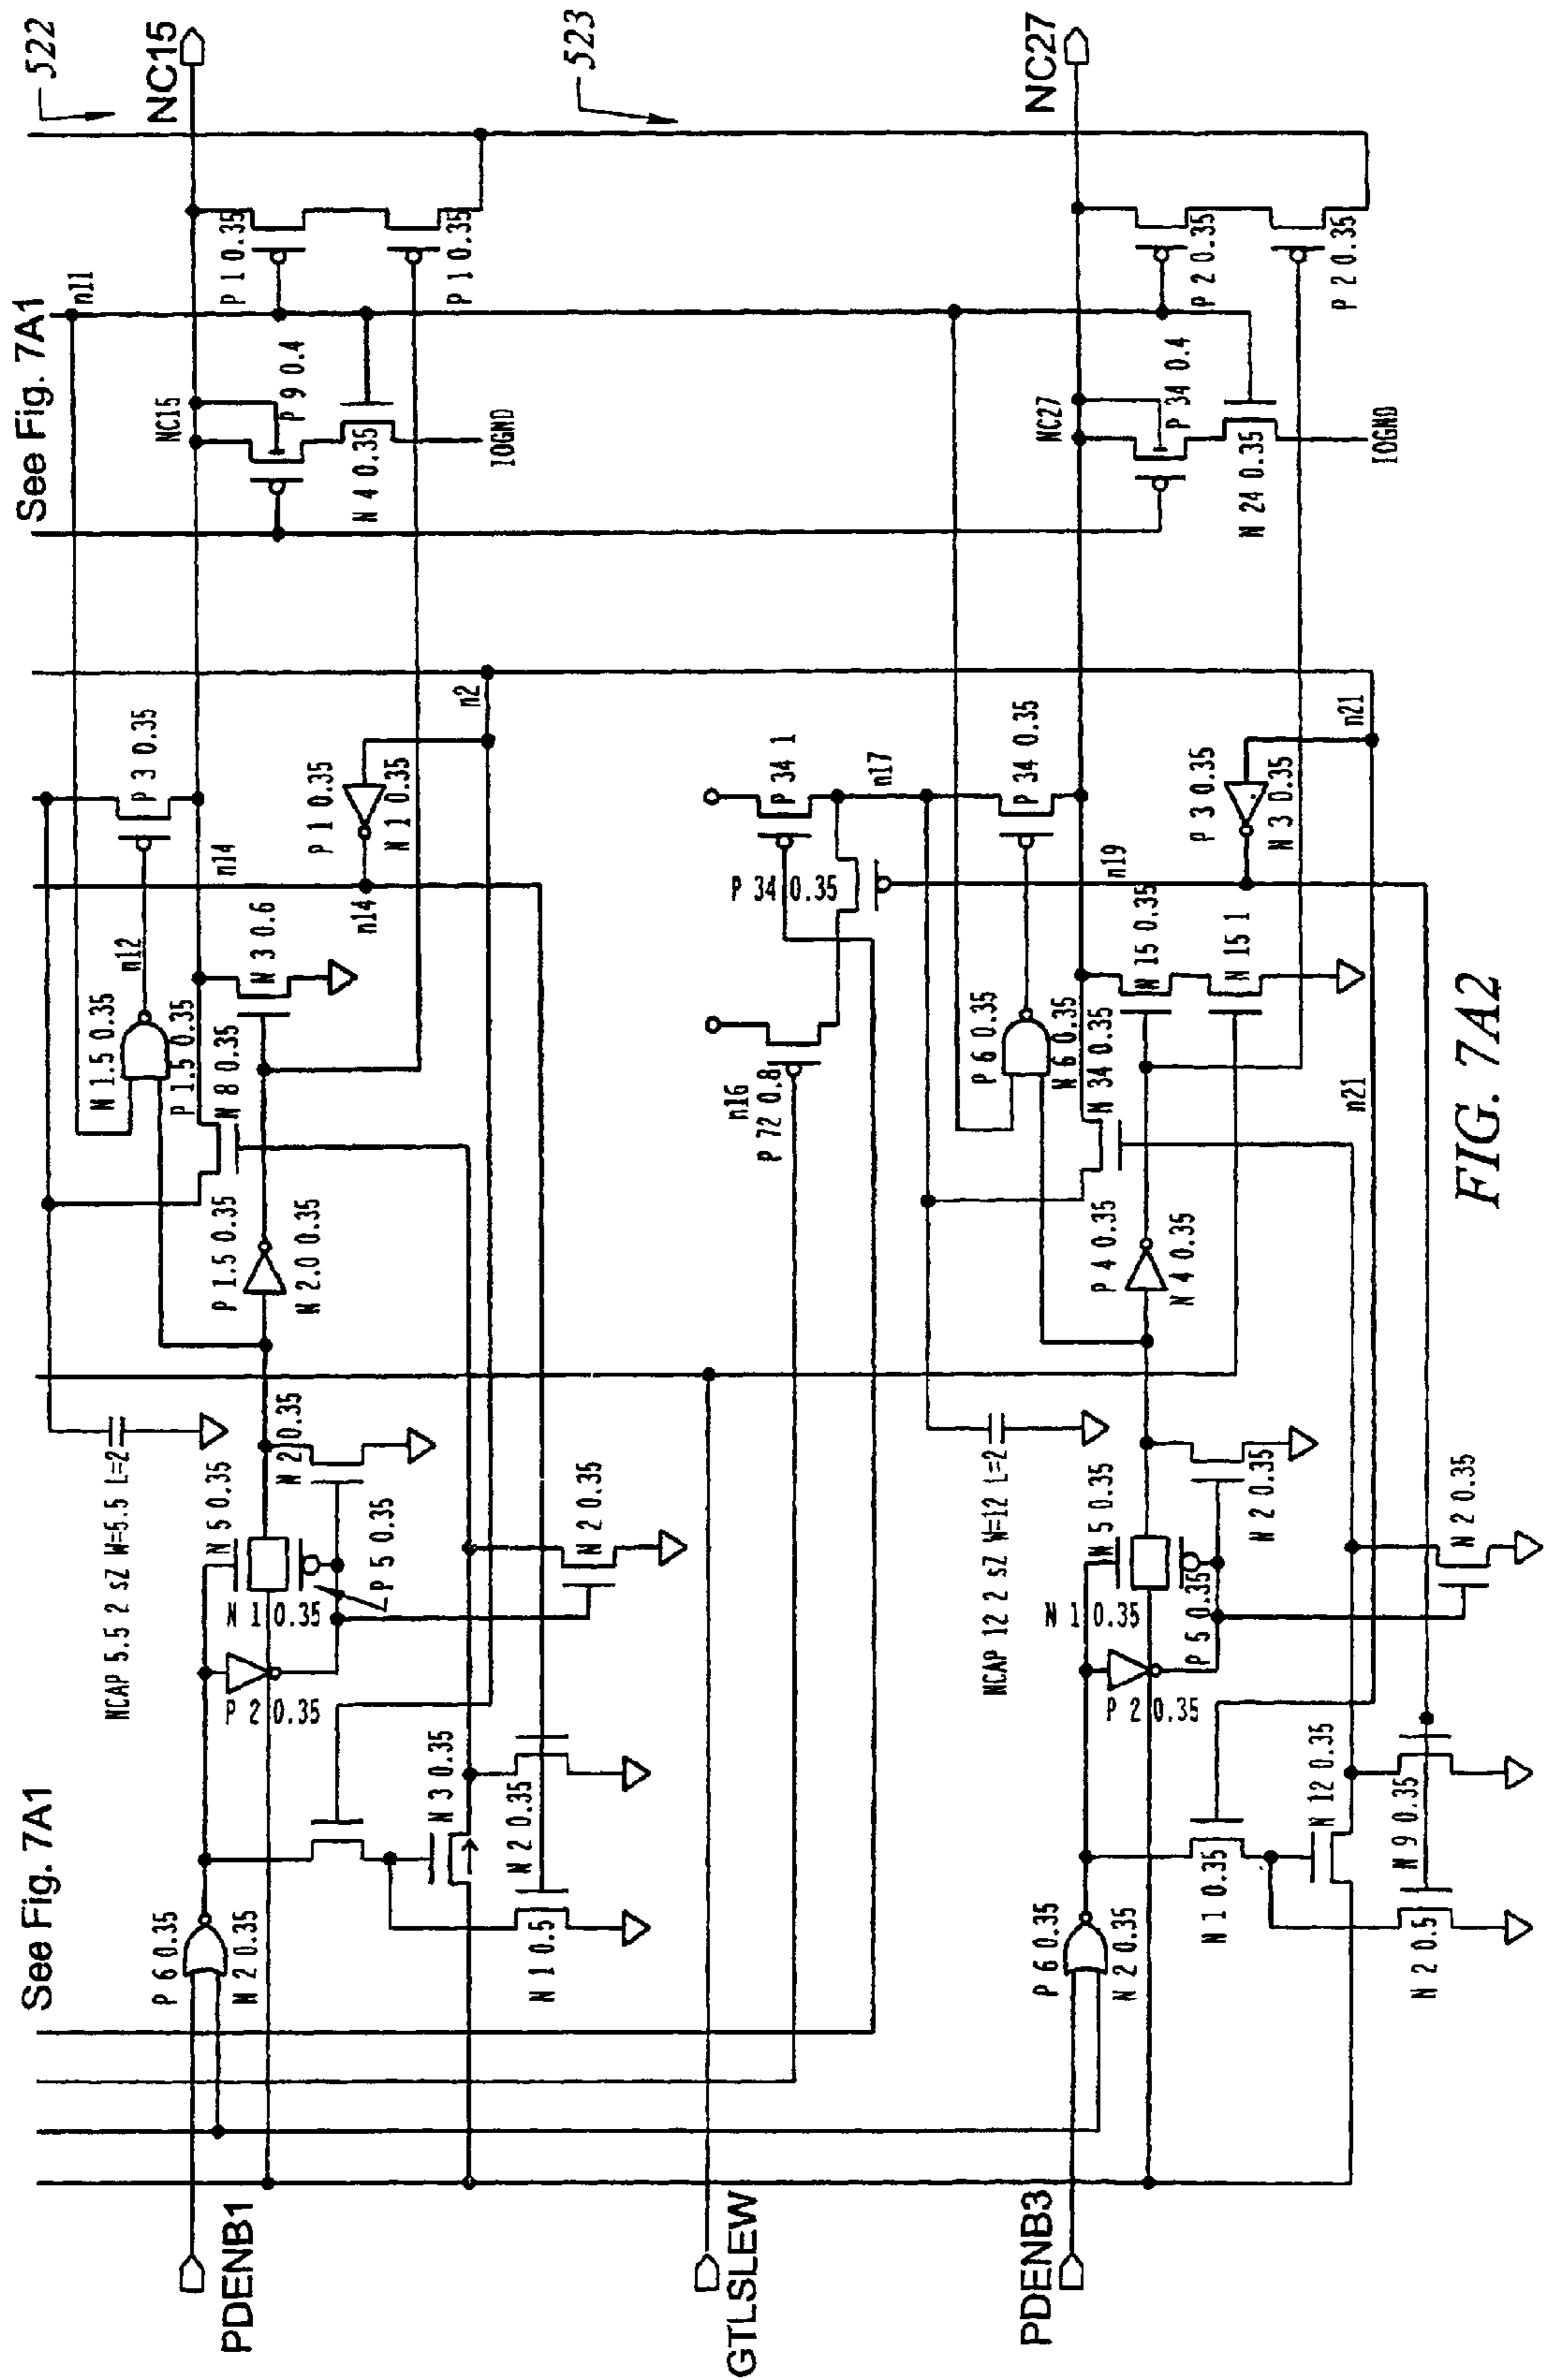 See Fig. 7A1
See Fig. 7A1
522
NC15
n11
P 1 0.35
P 1 0.35
NC15
P 9 0.4
N 4 0.35
IOGND
523
NC27
P 2 0.35
P 2 0.35
NC27
P 34 0.4
N 24 0.35
IOGND
PDENB1
P 6 0.35
N 2 0.35
NCAP 5.5 2 sZ W=5.5 L=2
P 2 0.35
N 1 0.35
N 5 0.35
P 5 0.35
N 2 0.35
N 3 0.35
N 2 0.35
N 1 0.5
N 2 0.35
P 1.5 0.35
N 2.0 0.35
N 1.5 0.35
P 1.5 0.35
n12
P 3 0.35
N 8 0.35
N 3 0.6
n14
n14
P 1 0.35
N 1 0.35
n2
GTLSLEW
n16
P 72 0.8
P 34 0.35
P 34 1
n17
PDENB3
P 6 0.35
N 2 0.35
NCAP 12 2 sZ W=12 L=2
P 2 0.35
N 1 0.35
N 5 0.35
P 5 0.35
N 2 0.35
N 1 0.35
N 12 0.35
N 9 0.35
N 2 0.5
N 2 0.35
P 4 0.35
N 4 0.35
P 6 0.35
N 6 0.35
P 34 0.35
N 34 0.35
N 15 0.35
N 15 1
n19
P 3 0.35
N 3 0.35
n21
n21
FIG. 7A2